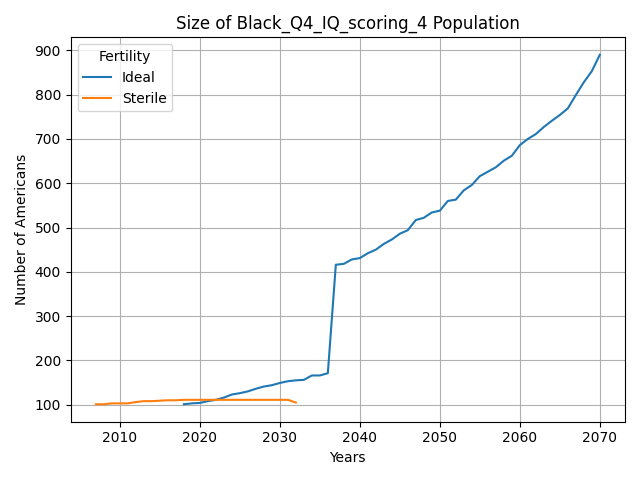 Size of Black_Q4_IQ_scoring_4 Population
Fertility
Ideal
Sterile
Number of Americans
900
800
700
600
500
400
300
200
100
2010 2020 2030 2040 2050 2060 2070
Years